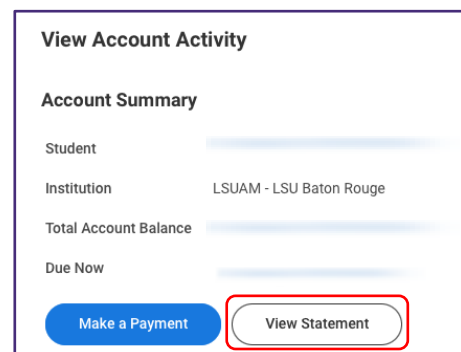 View Account Activity
Account Summary
Student
Institution LSUAM - LSU Baton Rouge
Total Account Balance
Due Now
Make a Payment View Statement